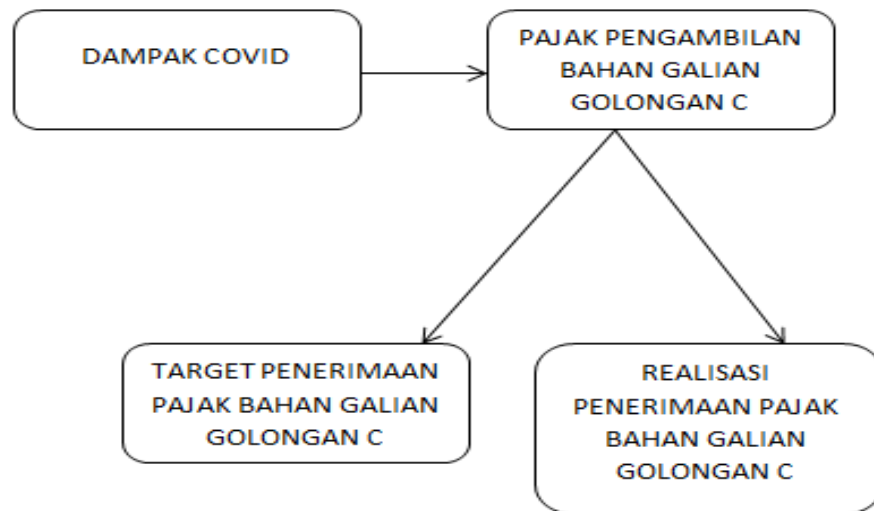 DAMPAK COVID
PAJAK PENGAMBILAN
BAHAN GALIAN
GOLONGAN C
TARGET PENERIMAAN
PAJAK BAHAN GALIAN
GOLONGAN C
REALISASI
PENERIMAAN PAJAK
BAHAN GALIAN
GOLONGAN C